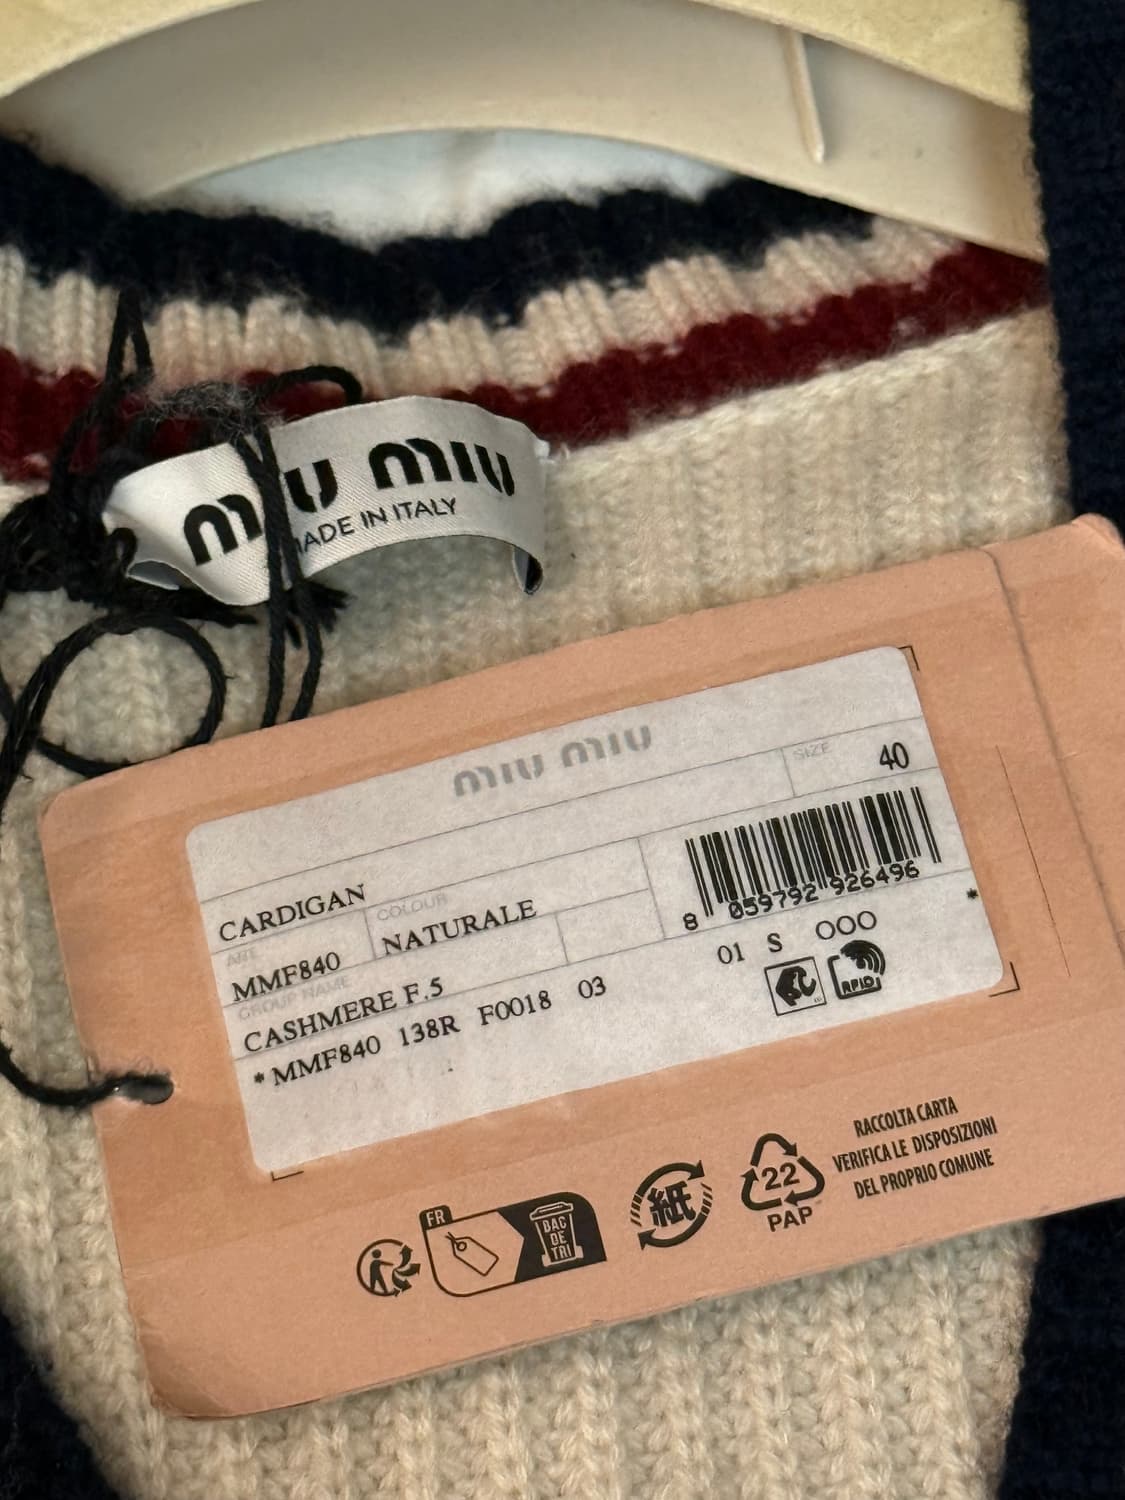 miu miu
MADE IN ITALY
miu miu
SIZE 40
CARDIGAN
ART. COLOUR
MMF840 NATURALE
GROUP NAME
CASHMERE F.5
*MMF840 138R F0018 03
8 059792 926496
*
01 S OOO
RFID
RACCOLTA CARTA
VERIFICA LE DISPOSIZIONI
DEL PROPRIO COMUNE
22
PAP
紙
FR
BAC
DE
TRI